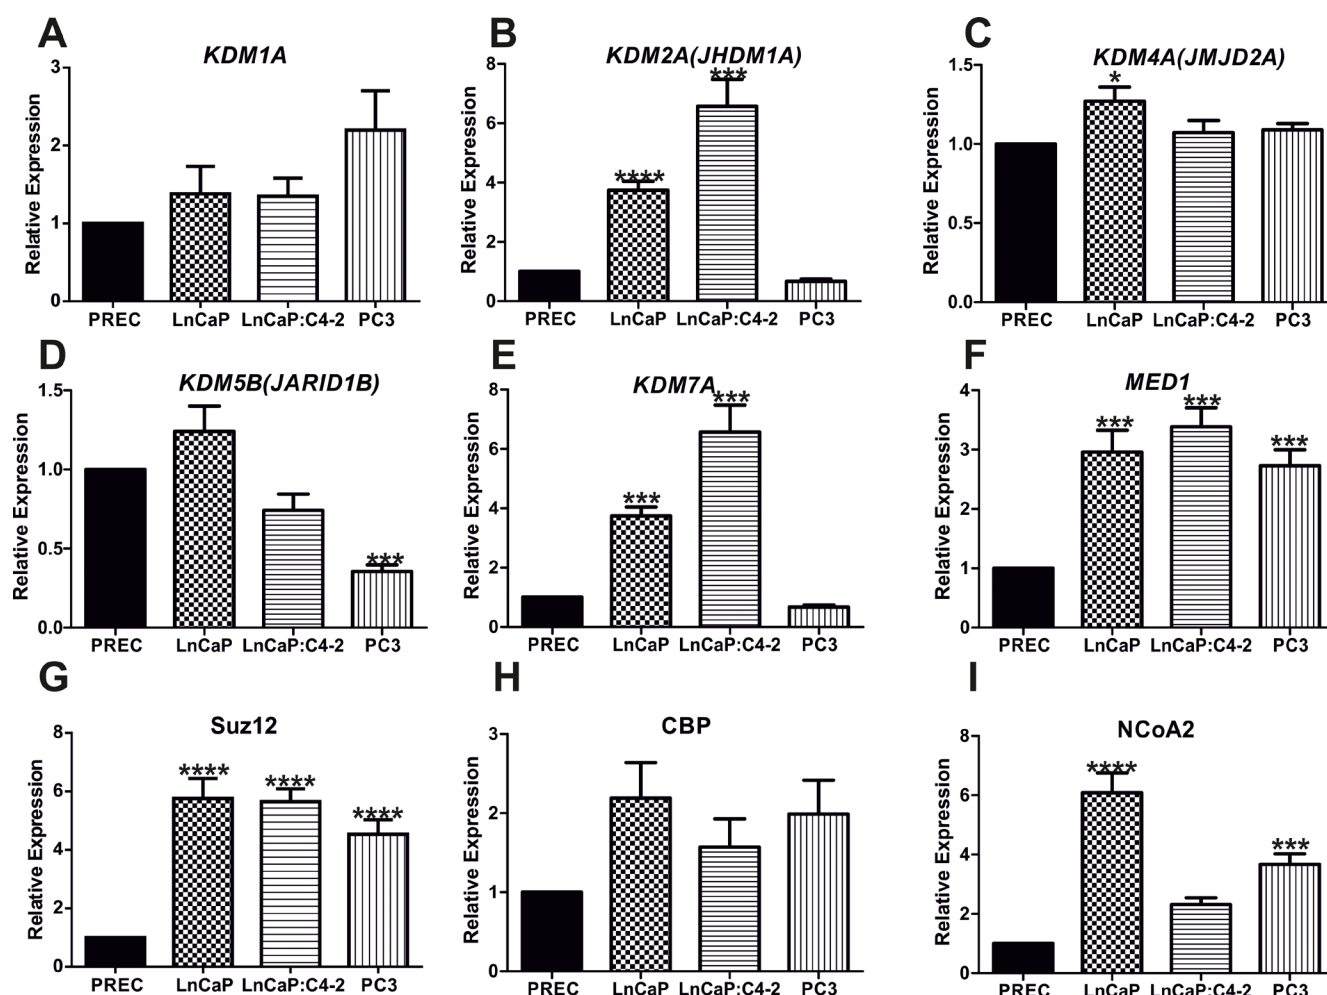 A
KDM1A
Relative Expression
3
2
1
0
PREC LnCaP LnCaP:C4-2 PC3
B
KDM2A(JHDM1A)
Relative Expression
8
6
4
2
0
****
***
PREC LnCaP LnCaP:C4-2 PC3
C
KDM4A(JMJD2A)
Relative Expression
1.5
1.0
0.5
0.0
*
PREC LnCaP LnCaP:C4-2 PC3
D
KDM5B(JARID1B)
Relative Expression
1.5
1.0
0.5
0.0
***
PREC LnCaP LnCaP:C4-2 PC3
E
KDM7A
Relative Expression
8
6
4
2
0
***
***
PREC LnCaP LnCaP:C4-2 PC3
F
MED1
Relative Expression
4
3
2
1
0
***
***
***
PREC LnCaP LnCaP:C4-2 PC3
G
Suz12
Relative Expression
8
6
4
2
0
****
****
****
PREC LnCaP LnCaP:C4-2 PC3
H
CBP
Relative Expression
3
2
1
0
PREC LnCaP LnCaP:C4-2 PC3
I
NCoA2
Relative Expression
8
6
4
2
0
****
***
PREC LnCaP LnCaP:C4-2 PC3